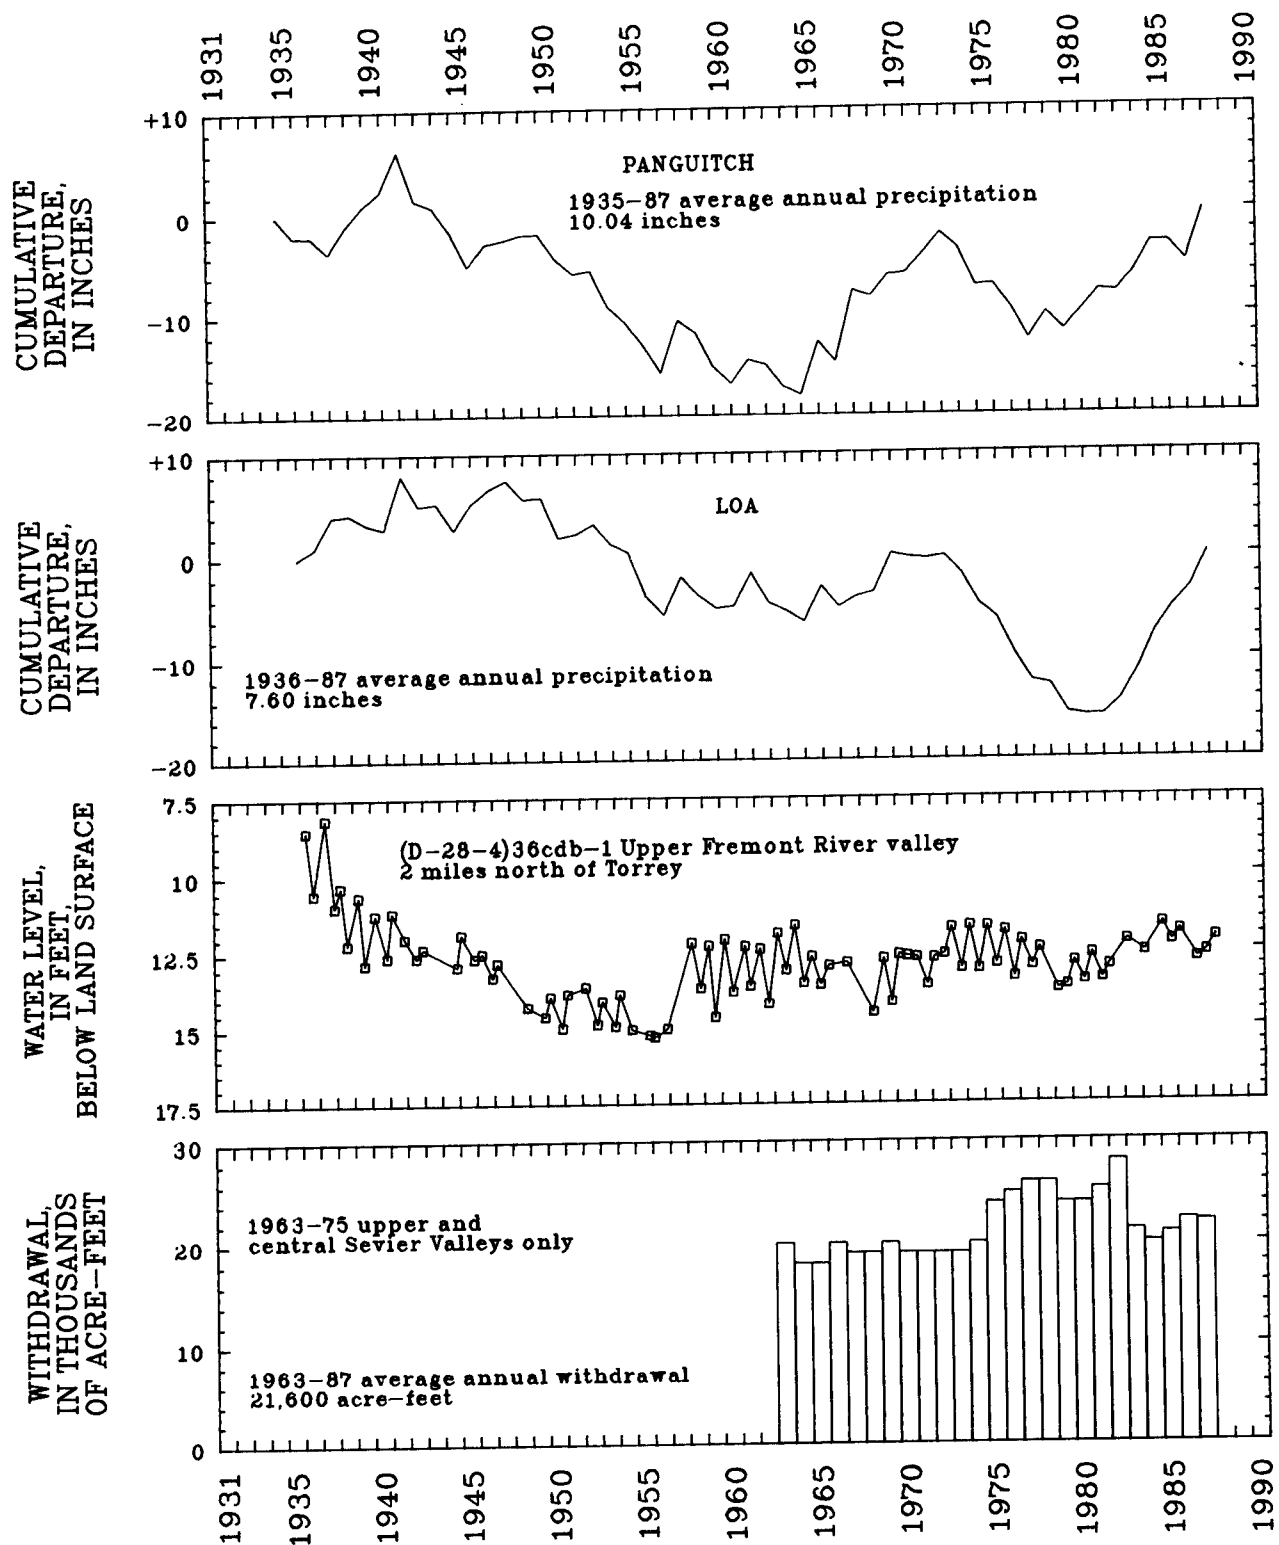 1931 1935 1940 1945 1950 1955 1960 1965 1970 1975 1980 1985 1990
CUMULATIVE
DEPARTURE,
IN INCHES
+10
0
−10
−20
PANGUITCH
1935−87 average annual precipitation
10.04 inches
CUMULATIVE
DEPARTURE,
IN INCHES
+10
0
−10
−20
LOA
1936−87 average annual precipitation
7.60 inches
WATER LEVEL,
IN FEET,
BELOW LAND SURFACE
7.5
10
12.5
15
17.5
(D−28−4)36cdb−1 Upper Fremont River valley
2 miles north of Torrey
WITHDRAWAL,
IN THOUSANDS
OF ACRE−FEET
30
20
10
0
1963−75 upper and
central Sevier Valleys only
1963−87 average annual withdrawal
21,600 acre−feet
1931 1935 1940 1945 1950 1955 1960 1965 1970 1975 1980 1985 1990